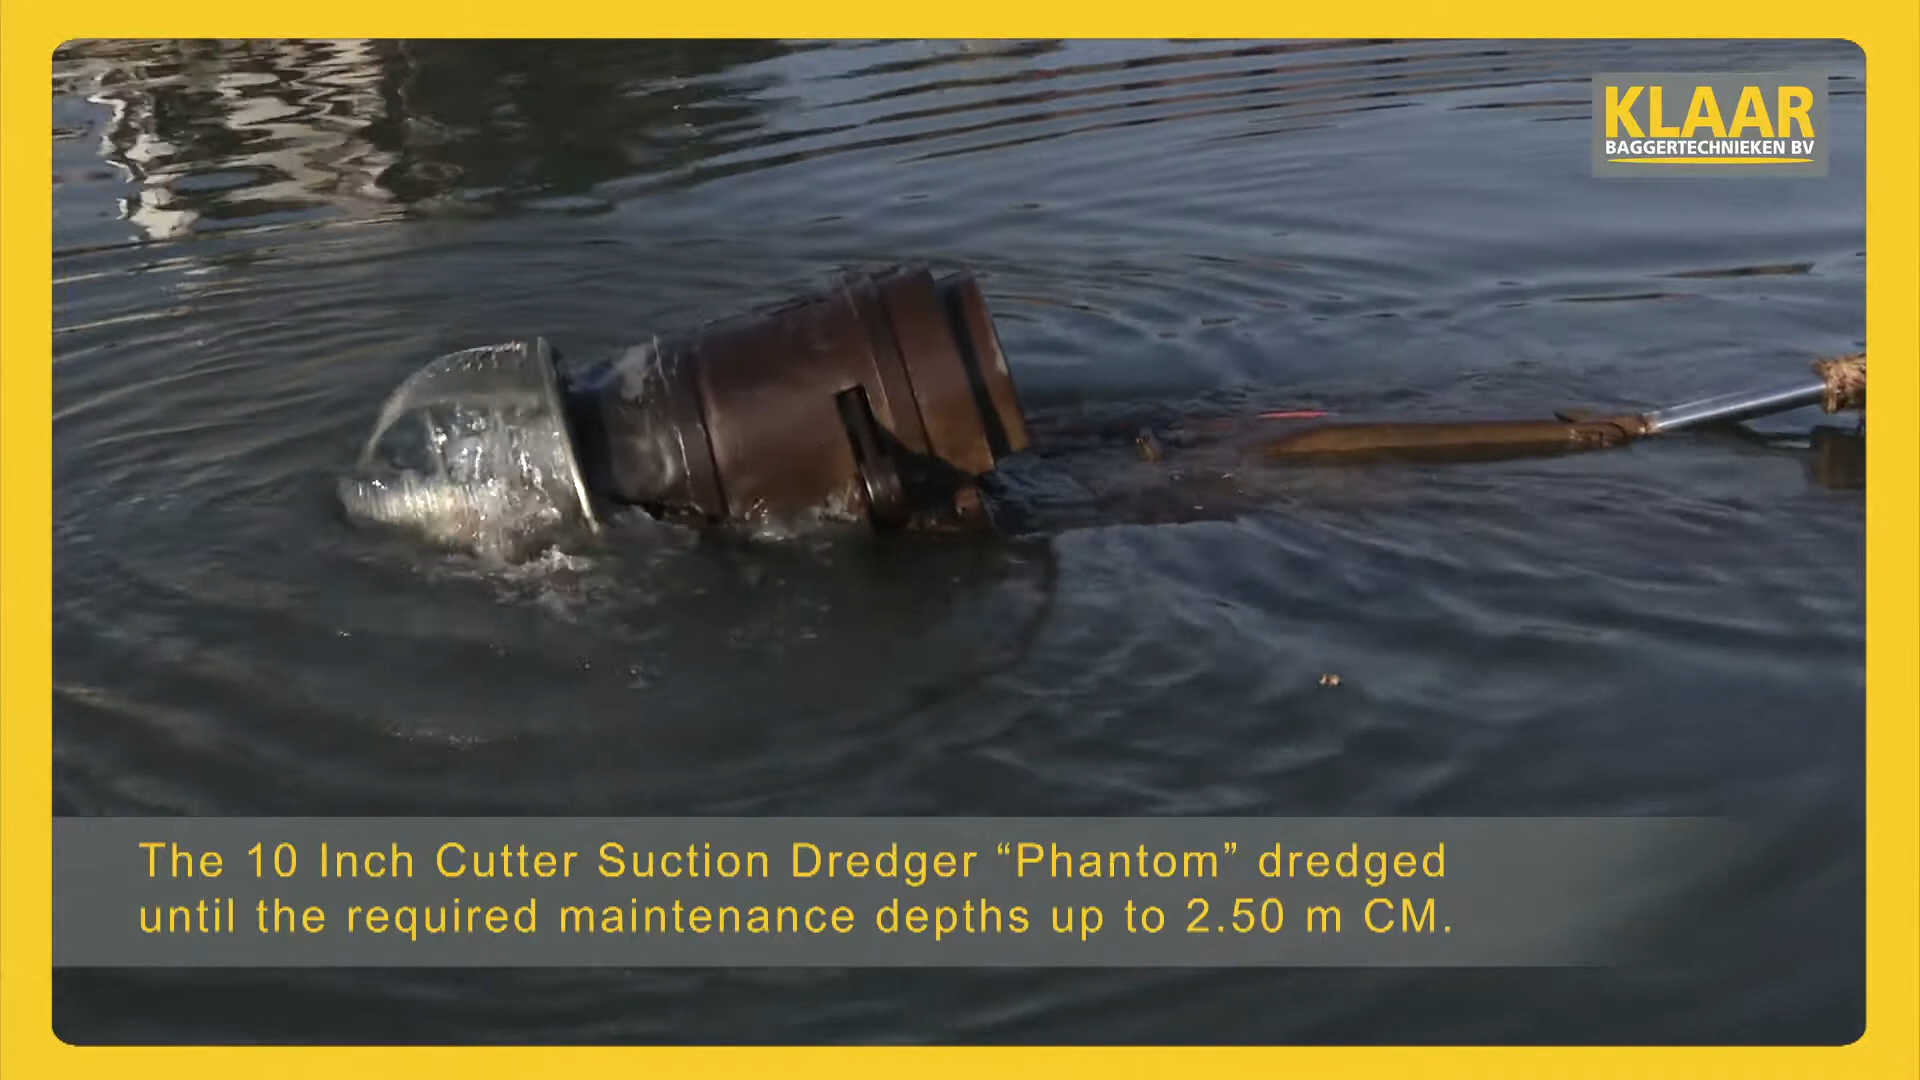 KLAAR
BAGGERTECHNIEKEN BV
The 10 Inch Cutter Suction Dredger “Phantom” dredged
until the required maintenance depths up to 2.50 m CM.